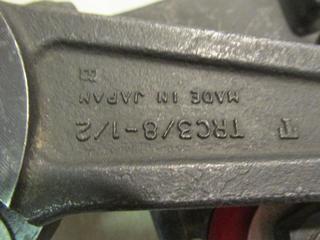 T TRC3/8-1/2
MADE IN JAPAN